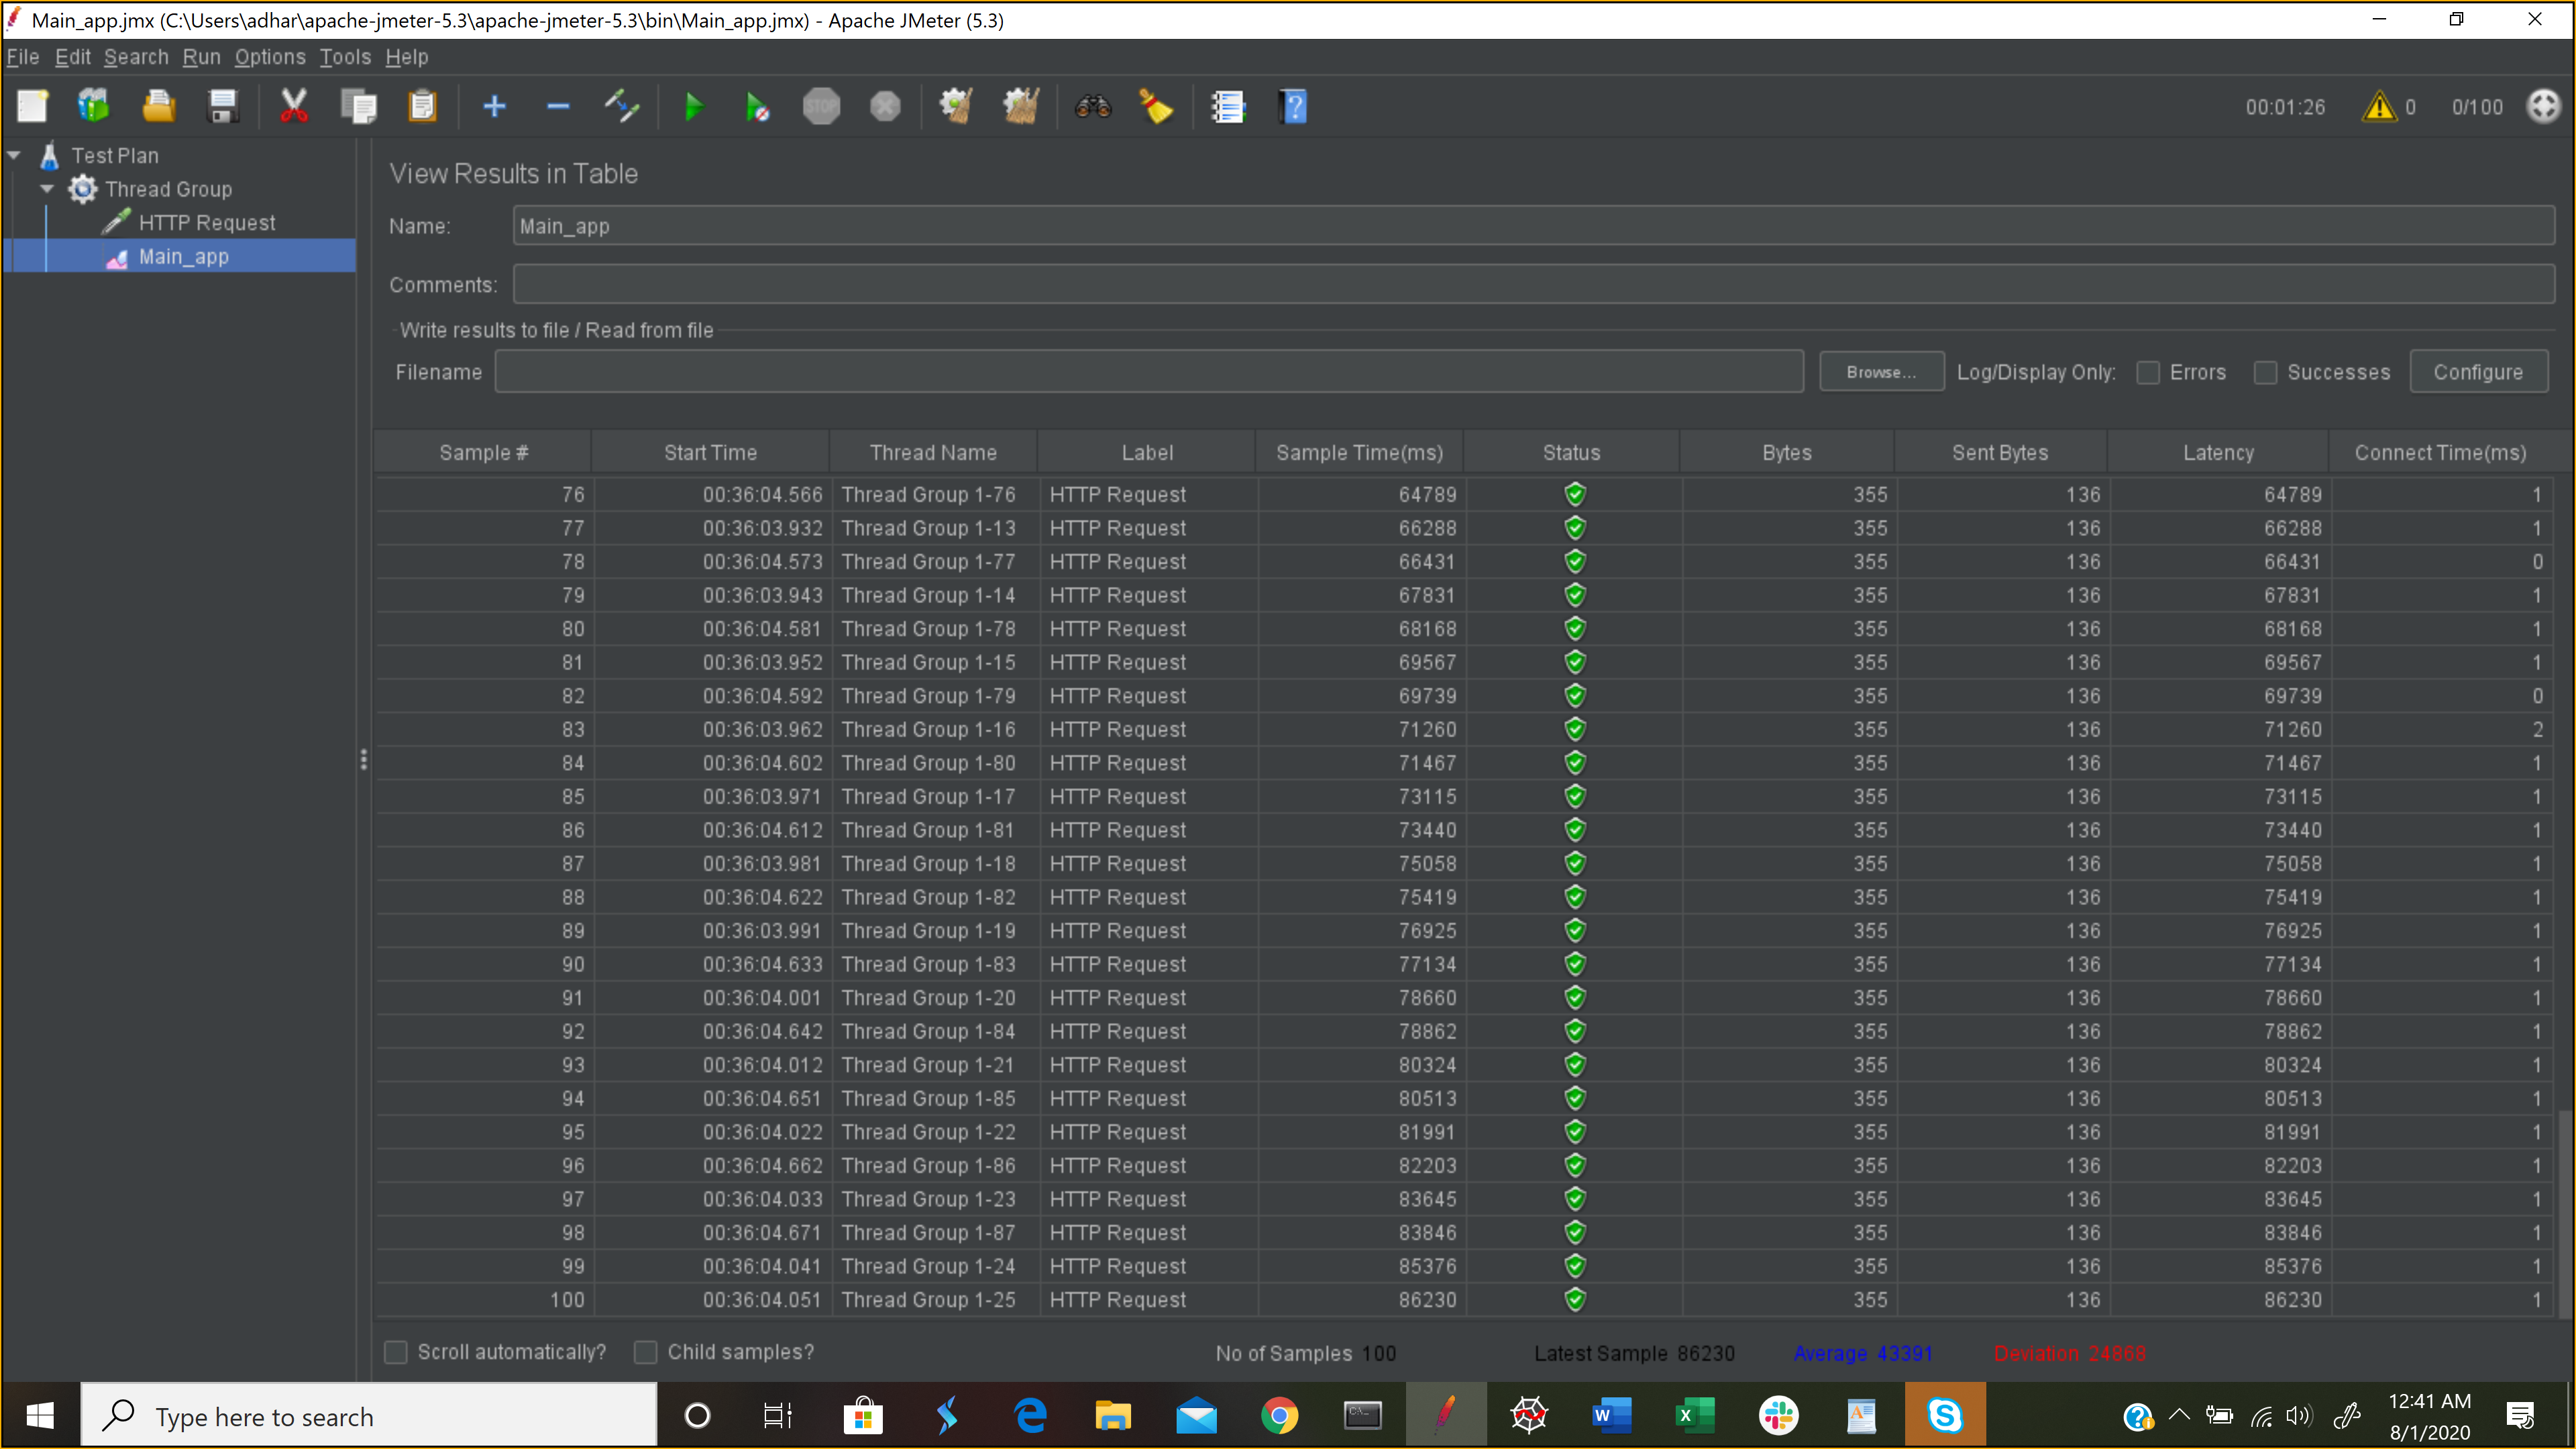 Main_app.jmx (C:\Users\adhar\apache-jmeter-5.3\apache-jmeter-5.3\bin\Main_app.jmx) - Apache JMeter (5.3)
File Edit Search Run Options Tools Help
STOP 00:01:26 0 0/100
Test Plan
Thread Group
HTTP Request
Main_app
View Results in Table
Name: Main_app
Comments:
Write results to file / Read from file
Filename Browse... Log/Display Only: Errors Successes Configure
Sample # Start Time Thread Name Label Sample Time(ms) Status Bytes Sent Bytes Latency Connect Time(ms)
76 00:36:04.566 Thread Group 1-76 HTTP Request 64789 355 136 64789 1
77 00:36:03.932 Thread Group 1-13 HTTP Request 66288 355 136 66288 1
78 00:36:04.573 Thread Group 1-77 HTTP Request 66431 355 136 66431 0
79 00:36:03.943 Thread Group 1-14 HTTP Request 67831 355 136 67831 1
80 00:36:04.581 Thread Group 1-78 HTTP Request 68168 355 136 68168 1
81 00:36:03.952 Thread Group 1-15 HTTP Request 69567 355 136 69567 1
82 00:36:04.592 Thread Group 1-79 HTTP Request 69739 355 136 69739 0
83 00:36:03.962 Thread Group 1-16 HTTP Request 71260 355 136 71260 2
84 00:36:04.602 Thread Group 1-80 HTTP Request 71467 355 136 71467 1
85 00:36:03.971 Thread Group 1-17 HTTP Request 73115 355 136 73115 1
86 00:36:04.612 Thread Group 1-81 HTTP Request 73440 355 136 73440 1
87 00:36:03.981 Thread Group 1-18 HTTP Request 75058 355 136 75058 1
88 00:36:04.622 Thread Group 1-82 HTTP Request 75419 355 136 75419 1
89 00:36:03.991 Thread Group 1-19 HTTP Request 76925 355 136 76925 1
90 00:36:04.633 Thread Group 1-83 HTTP Request 77134 355 136 77134 1
91 00:36:04.001 Thread Group 1-20 HTTP Request 78660 355 136 78660 1
92 00:36:04.642 Thread Group 1-84 HTTP Request 78862 355 136 78862 1
93 00:36:04.012 Thread Group 1-21 HTTP Request 80324 355 136 80324 1
94 00:36:04.651 Thread Group 1-85 HTTP Request 80513 355 136 80513 1
95 00:36:04.022 Thread Group 1-22 HTTP Request 81991 355 136 81991 1
96 00:36:04.662 Thread Group 1-86 HTTP Request 82203 355 136 82203 1
97 00:36:04.033 Thread Group 1-23 HTTP Request 83645 355 136 83645 1
98 00:36:04.671 Thread Group 1-87 HTTP Request 83846 355 136 83846 1
99 00:36:04.041 Thread Group 1-24 HTTP Request 85376 355 136 85376 1
100 00:36:04.051 Thread Group 1-25 HTTP Request 86230 355 136 86230 1
Scroll automatically? Child samples? No of Samples 100 Latest Sample 86230 Average 43391 Deviation 24868
Type here to search
12:41 AM
8/1/2020